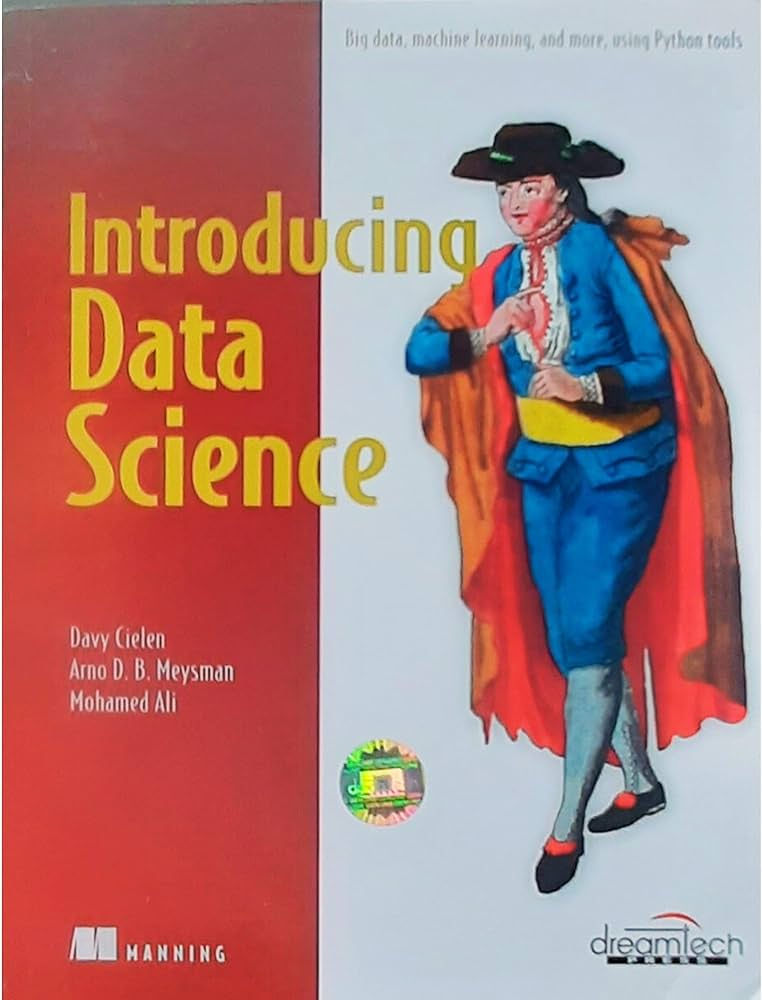 Big data, machine learning, and more, using Python tools
Introducing
Data
Science
Davy Cielen
Arno D. B. Meysman
Mohamed Ali
MANNING
dreamtech
PRESS